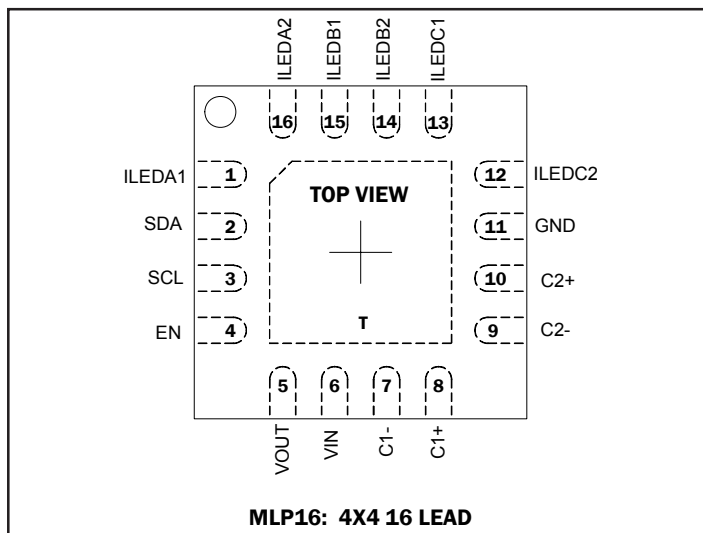 ILEDA2
ILEDB1
ILEDB2
ILEDC1
16
15
14
13
ILEDA1
1
12
ILEDC2
TOP VIEW
SDA
2
11
GND
SCL
3
10
C2+
EN
4
T
9
C2-
5
6
7
8
VOUT
VIN
C1-
C1+
MLP16: 4X4 16 LEAD